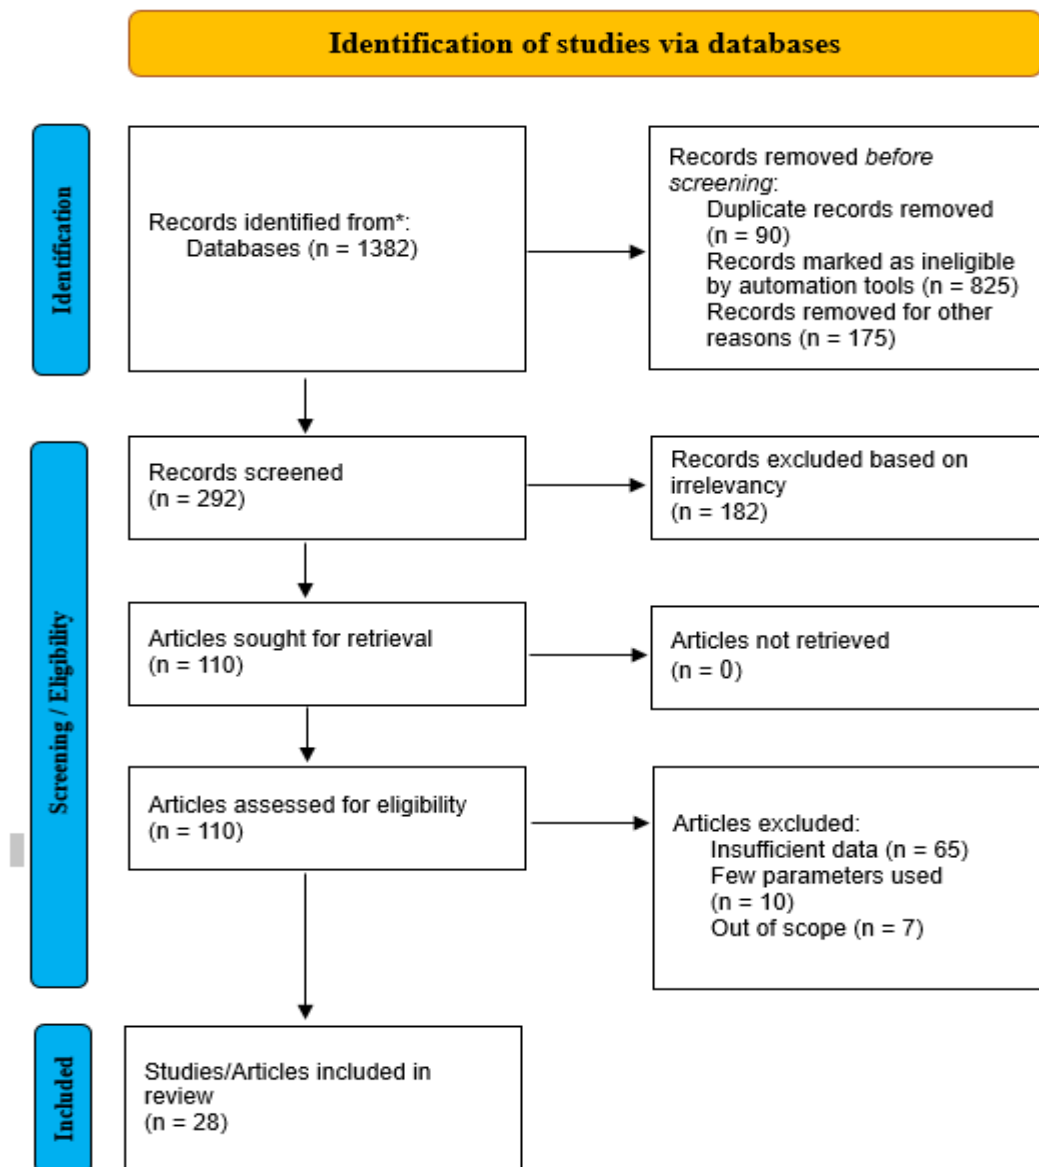 Identification of studies via databases
Identification
Records identified from*:
Databases (n = 1382)
Records removed before
screening:
Duplicate records removed
(n = 90)
Records marked as ineligible
by automation tools (n = 825)
Records removed for other
reasons (n = 175)
Screening / Eligibility
Records screened
(n = 292)
Records excluded based on
irrelevancy
(n = 182)
Articles sought for retrieval
(n = 110)
Articles not retrieved
(n = 0)
Articles assessed for eligibility
(n = 110)
Articles excluded:
Insufficient data (n = 65)
Few parameters used
(n = 10)
Out of scope (n = 7)
Included
Studies/Articles included in
review
(n = 28)